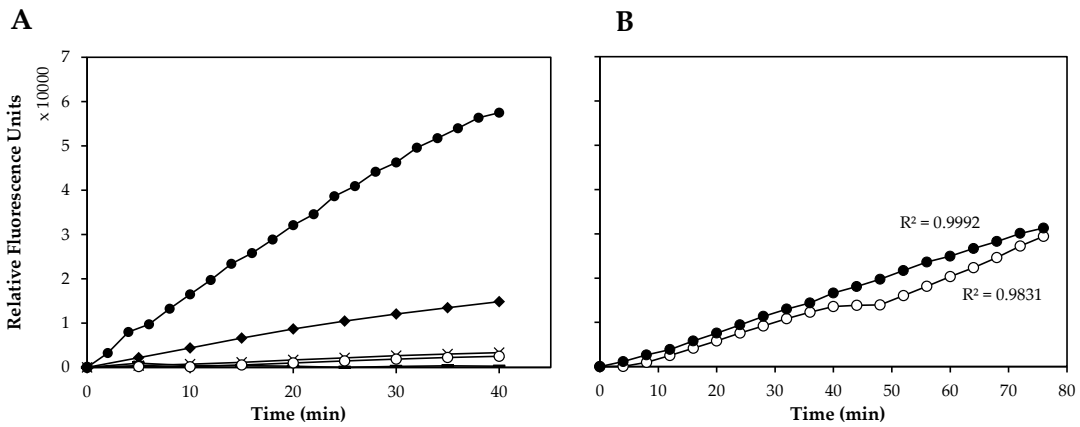 A
B
Relative Fluorescence Units
x 10000
7
6
5
4
3
2
1
0
0
10
20
30
40
Time (min)
R² = 0.9992
R² = 0.9831
0
10
20
30
40
50
60
70
80
Time (min)